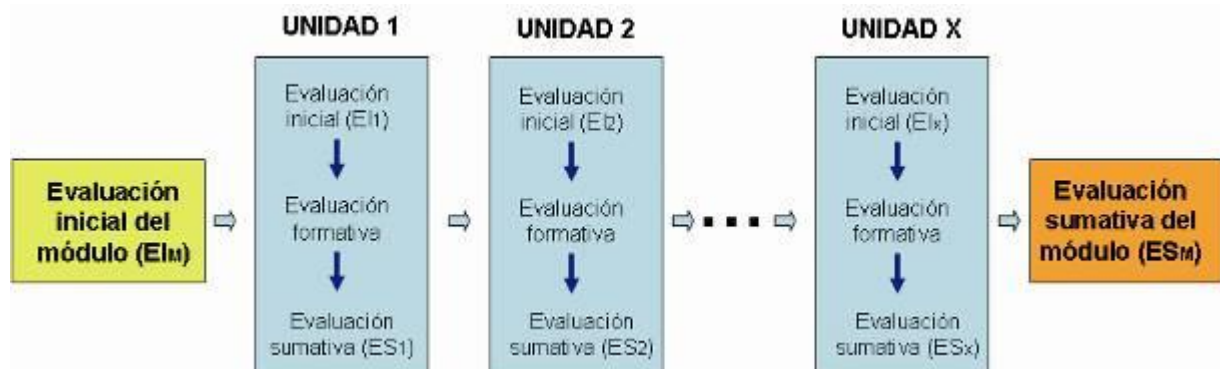 UNIDAD 1
UNIDAD 2
UNIDAD X
Evaluación
inicial del
módulo (EIM)
Evaluación
inicial (EI1)
Evaluación
formativa
Evaluación
sumativa (ES1)
Evaluación
inicial (EI2)
Evaluación
formativa
Evaluación
sumativa (ES2)
Evaluación
inicial (EIx)
Evaluación
formativa
Evaluación
sumativa (ESx)
Evaluación
sumativa del
módulo (ESM)